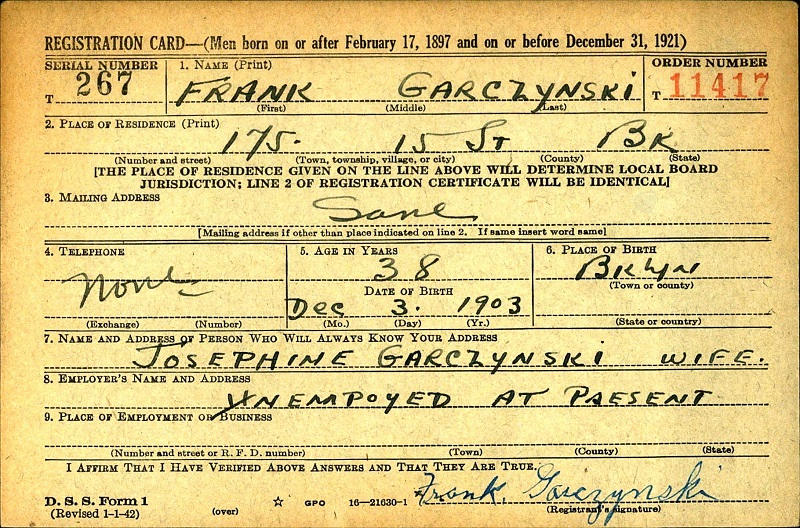 REGISTRATION CARD—(Men born on or after February 17, 1897 and on or before December 31, 1921)
SERIAL NUMBER 1. NAME (Print) ORDER NUMBER
T 267 FRANK GARCZYNSKI T 11417
(First) (Middle) (Last)
2. PLACE OF RESIDENCE (Print)
175. 15 ST BK
(Number and street) (Town, township, village, or city) (County) (State)
[THE PLACE OF RESIDENCE GIVEN ON THE LINE ABOVE WILL DETERMINE LOCAL BOARD
JURISDICTION; LINE 2 OF REGISTRATION CERTIFICATE WILL BE IDENTICAL]
3. MAILING ADDRESS
Same
[Mailing address if other than place indicated on line 2. If same insert word same]
4. TELEPHONE 5. AGE IN YEARS 6. PLACE OF BIRTH
None 38 BKLYN
DATE OF BIRTH (Town or county)
DEC 3. 1903
(Exchange) (Number) (Mo.) (Day) (Yr.) (State or country)
7. NAME AND ADDRESS OF PERSON WHO WILL ALWAYS KNOW YOUR ADDRESS
JOSEPHINE GARCZYNSKI WIFE.
8. EMPLOYER'S NAME AND ADDRESS
UNEMPOYED AT PRESENT
9. PLACE OF EMPLOYMENT OR BUSINESS
(Number and street or R. F. D. number) (Town) (County) (State)
I AFFIRM THAT I HAVE VERIFIED ABOVE ANSWERS AND THAT THEY ARE TRUE.
Frank Garczynski
D. S. S. Form 1 GPO 16—21630-1 (Registrant's signature)
(Revised 1-1-42) (over)